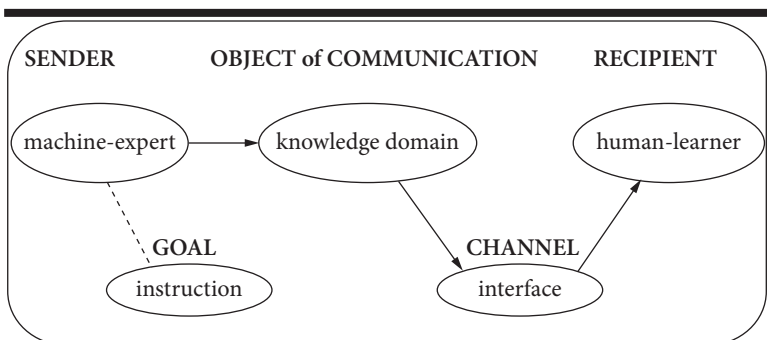 SENDER OBJECT of COMMUNICATION RECIPIENT
machine-expert knowledge domain human-learner
GOAL CHANNEL
instruction interface